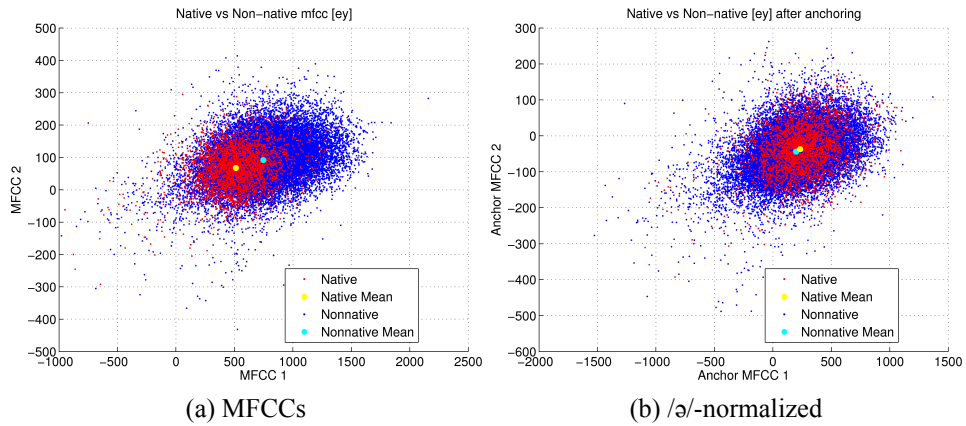 Native vs Non-native mfcc [ey]
500
400
300
200
100
0
−100
−200
−300
−400
−500
MFCC 2
−1000 −500 0 500 1000 1500 2000 2500
MFCC 1
Native
Native Mean
Nonnative
Nonnative Mean
(a) MFCCs
Native vs Non-native [ey] after anchoring
300
200
100
0
−100
−200
−300
−400
−500
−600
Anchor MFCC 2
−2000 −1500 −1000 −500 0 500 1000 1500
Anchor MFCC 1
Native
Native Mean
Nonnative
Nonnative Mean
(b) /ə/-normalized